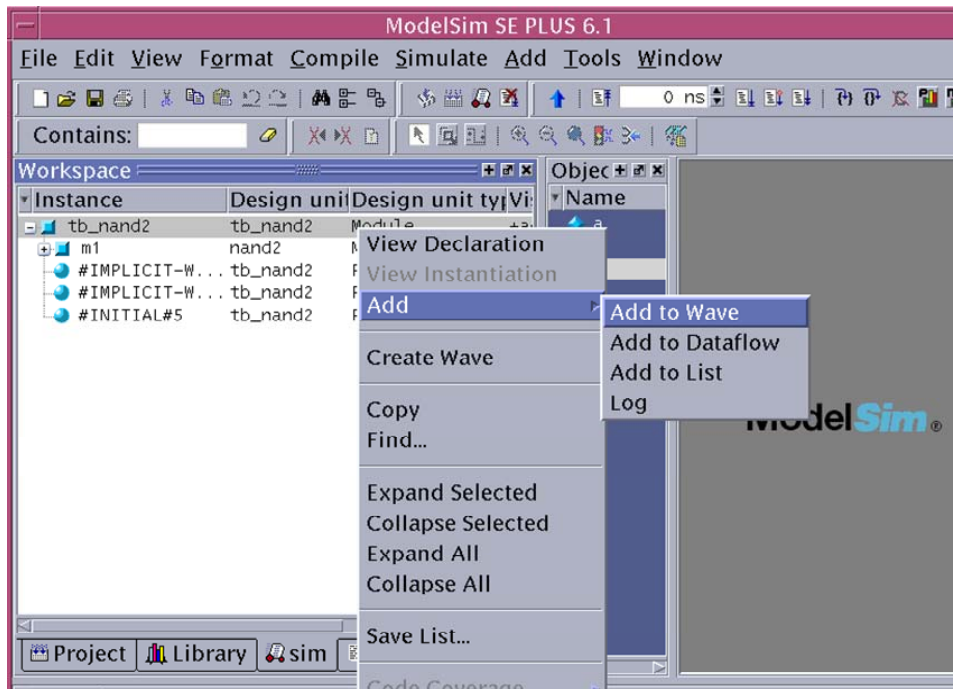 ModelSim SE PLUS 6.1
File Edit View Format Compile Simulate Add Tools Window
0 ns
Contains:
Workspace
Objec
Instance Design unit Design unit typ Vi
Name
tb_nand2 tb_nand2 Module
a
m1 nand2
#IMPLICIT-W... tb_nand2
#IMPLICIT-W... tb_nand2
#INITIAL#5 tb_nand2
View Declaration
View Instantiation
Add
Add to Wave
Add to Dataflow
Add to List
Log
Create Wave
Copy
Find...
Expand Selected
Collapse Selected
Expand All
Collapse All
Save List...
Code Coverage
ModelSim®
Project Library sim